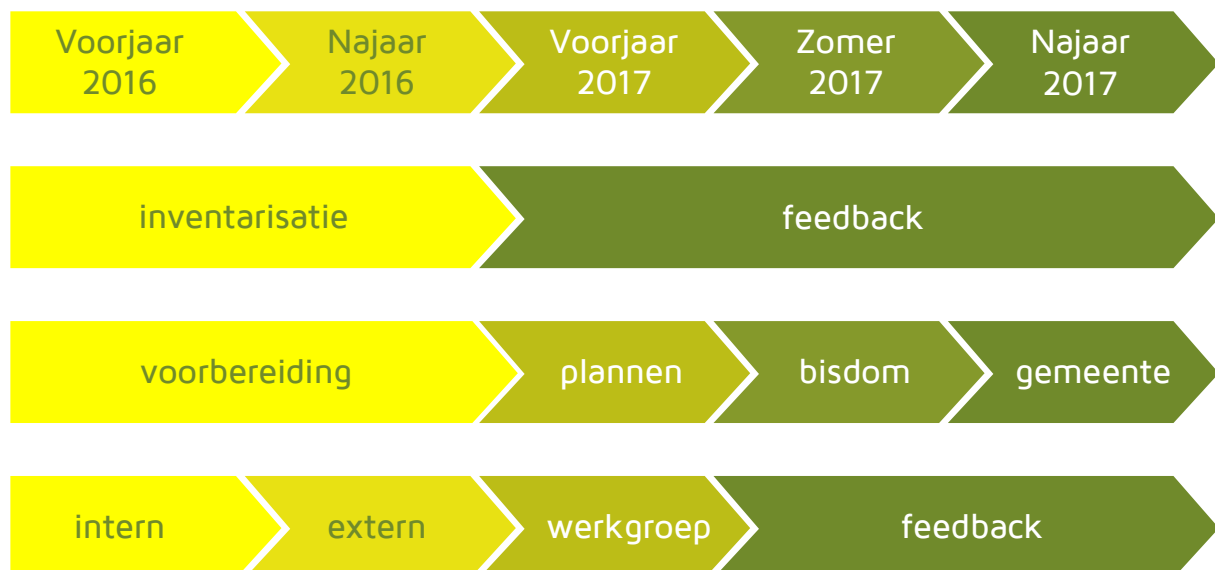 Voorjaar
2016
Najaar
2016
Voorjaar
2017
Zomer
2017
Najaar
2017
inventarisatie
feedback
voorbereiding
plannen
bisdom
gemeente
intern
extern
werkgroep
feedback